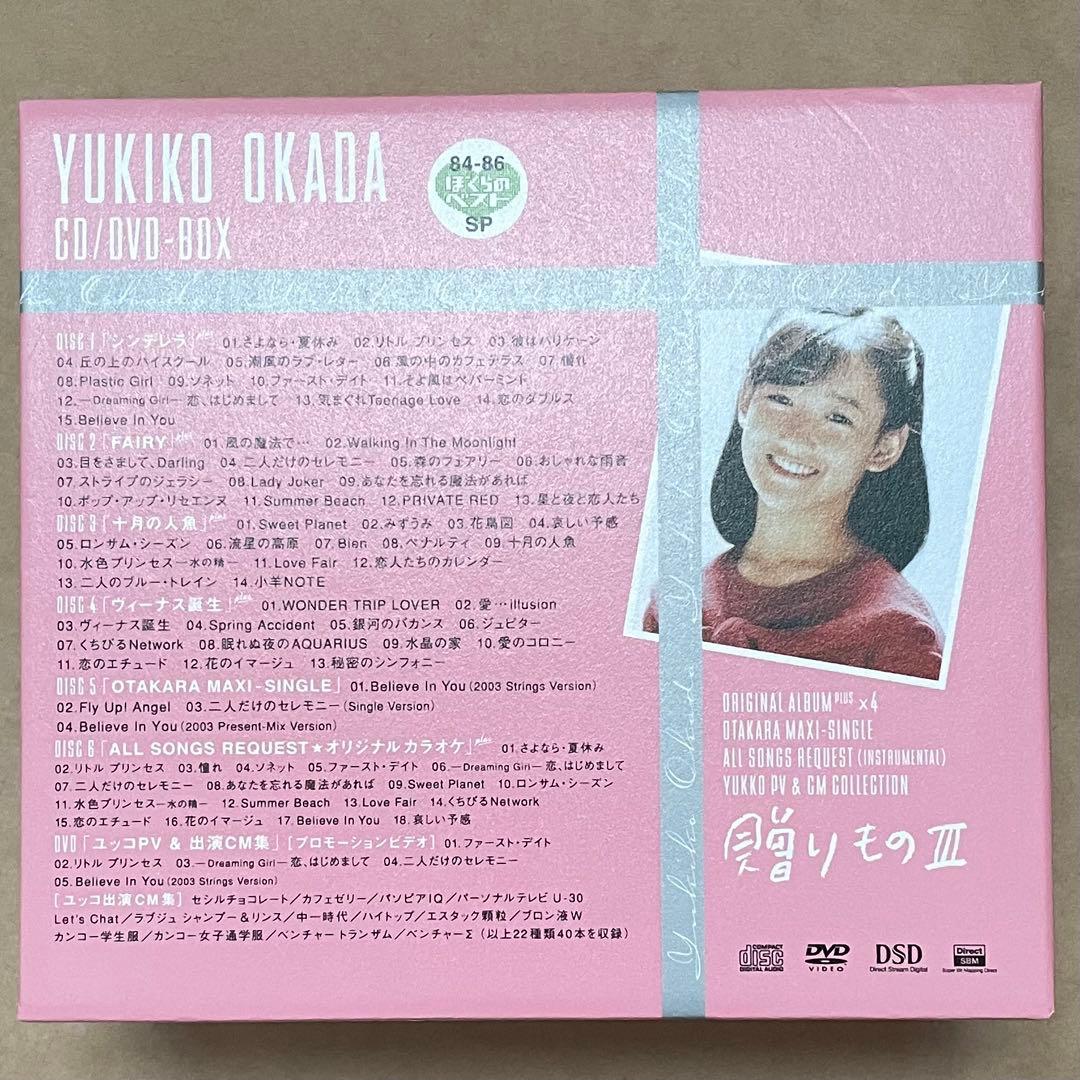 YUKIKO OKADA
CD/DVD-BOX
84-86
ぼくらの
ベスト
SP
DISC 1「シンデレラ」plus 01.さよなら・夏休み 02.リトル プリンセス 03.彼はハリケーン
04.丘の上のハイスクール 05.潮風のラブ・レター 06.風の中のカフェテラス 07.憧れ
08.Plastic Girl 09.ソネット 10.ファースト・デイト 11.そよ風はペパーミント
12.―Dreaming Girl―恋、はじめまして 13.気まぐれTeenage Love 14.恋のダブルス
15.Believe In You
DISC 2「FAIRY」plus 01.風の魔法で… 02.Walking In The Moonlight
03.目をさまして、Darling 04.二人だけのセレモニー 05.森のフェアリー 06.おしゃれな雨音
07.ストライプのジェラシー 08.Lady Joker 09.あなたを忘れる魔法があれば
10.ポップ・アップ・リセエンヌ 11.Summer Beach 12.PRIVATE RED 13.星と夜と恋人たち
DISC 3「十月の人魚」plus 01.Sweet Planet 02.みずうみ 03.花鳥図 04.哀しい予感
05.ロンサム・シーズン 06.流星の高原 07.Bien 08.ペナルティ 09.十月の人魚
10.水色プリンセス―水の精― 11.Love Fair 12.恋人たちのカレンダー
13.二人のブルー・トレイン 14.小羊NOTE
DISC 4「ヴィーナス誕生」plus 01.WONDER TRIP LOVER 02.愛…illusion
03.ヴィーナス誕生 04.Spring Accident 05.銀河のバカンス 06.ジュピター
07.くちびるNetwork 08.眠れぬ夜のAQUARIUS 09.水晶の家 10.愛のコロニー
11.恋のエチュード 12.花のイマージュ 13.秘密のシンフォニー
DISC 5「OTAKARA MAXI-SINGLE」 01.Believe In You (2003 Strings Version)
02.Fly Up! Angel 03.二人だけのセレモニー(Single Version)
04.Believe In You (2003 Present-Mix Version)
DISC 6「ALL SONGS REQUEST★オリジナル カラオケ」plus 01.さよなら・夏休み
02.リトル プリンセス 03.憧れ 04.ソネット 05.ファースト・デイト 06.―Dreaming Girl―恋、はじめまして
07.二人だけのセレモニー 08.あなたを忘れる魔法があれば 09.Sweet Planet 10.ロンサム・シーズン
11.水色プリンセス―水の精― 12.Summer Beach 13.Love Fair 14.くちびるNetwork
15.恋のエチュード 16.花のイマージュ 17.Believe In You 18.哀しい予感
DVD「ユッコPV & 出演CM集」[プロモーションビデオ] 01.ファースト・デイト
02.リトル プリンセス 03.―Dreaming Girl―恋、はじめまして 04.二人だけのセレモニー
05.Believe In You (2003 Strings Version)
[ユッコ出演CM集] セシルチョコレート/カフェゼリー/パソピアIQ/パーソナルテレビ U-30
Let's Chat/ラブジュ シャンプー&リンス/中一時代/ハイトップ/エスタック顆粒/ブロン液W
カンコー学生服/カンコー女子通学服/ベンチャートランザム/ベンチャーΣ (以上22種類40本を収録)
ORIGINAL ALBUM PLUS ×4
OTAKARA MAXI-SINGLE
ALL SONGS REQUEST (INSTRUMENTAL)
YUKKO PV & CM COLLECTION
贈りものⅢ
COMPACT disc DIGITAL AUDIO
DVD VIDEO
DSD Direct Stream Digital
Direct SBM Super Bit Mapping Direct
Yukiko Okada